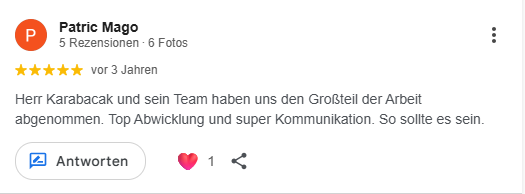 P
Patric Mago
5 Rezensionen · 6 Fotos
vor 3 Jahren
Herr Karabacak und sein Team haben uns den Großteil der Arbeit
abgenommen. Top Abwicklung und super Kommunikation. So sollte es sein.
Antworten 1